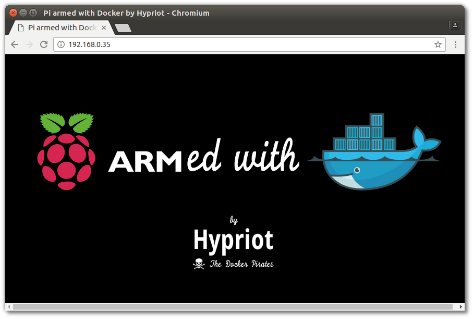 Pi armed with Docker by Hypriot - Chromium
Pi armed with Dock
192.168.0.35
ARMed with
by
Hypriot
The Docker Pirates